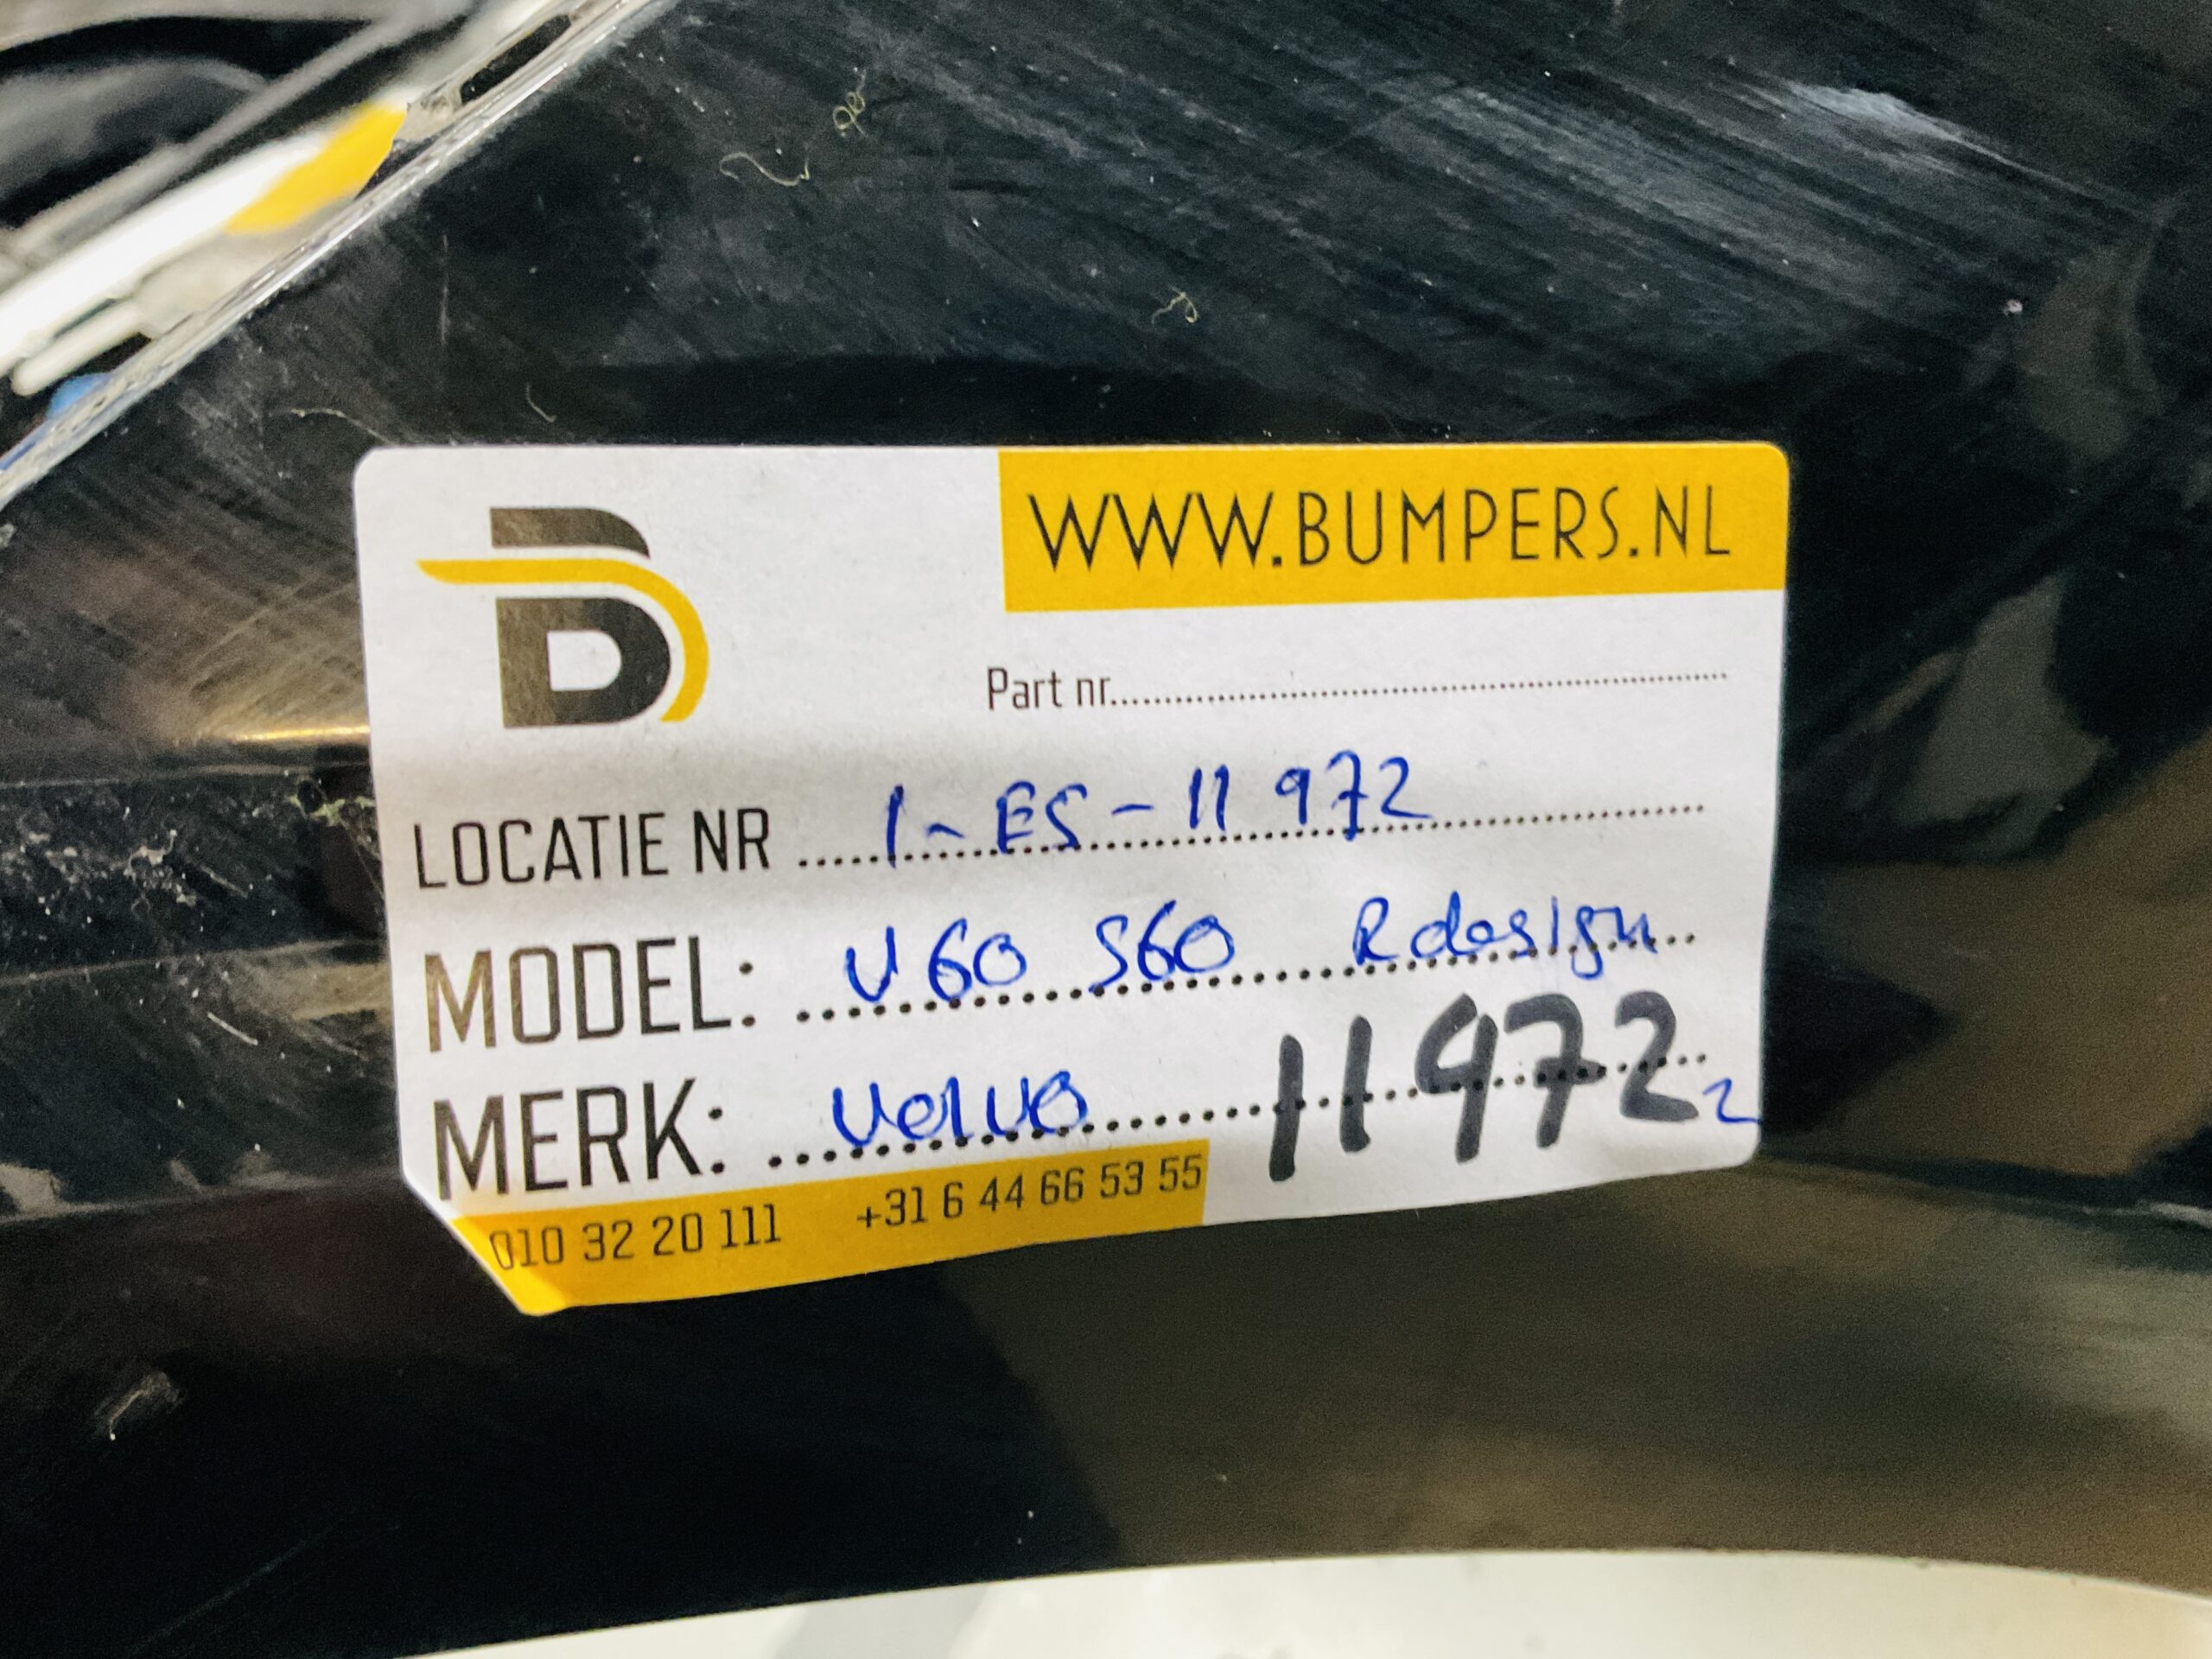 WWW.BUMPERS.NL
Part nr.
LOCATIE NR 1-ES-11972
MODEL: V60 S60 Rdesign
MERK: Volvo 11972 2
010 32 20 111 +31 6 44 66 53 55